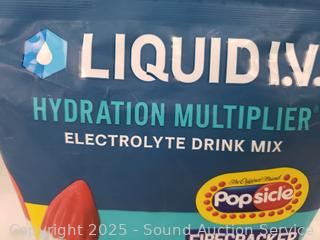 LIQUID I.V.
HYDRATION MULTIPLIER
ELECTROLYTE DRINK MIX
The Original Brand
Popsicle
FIRECRACKER
Copyright 2025 - Sound Auction Service